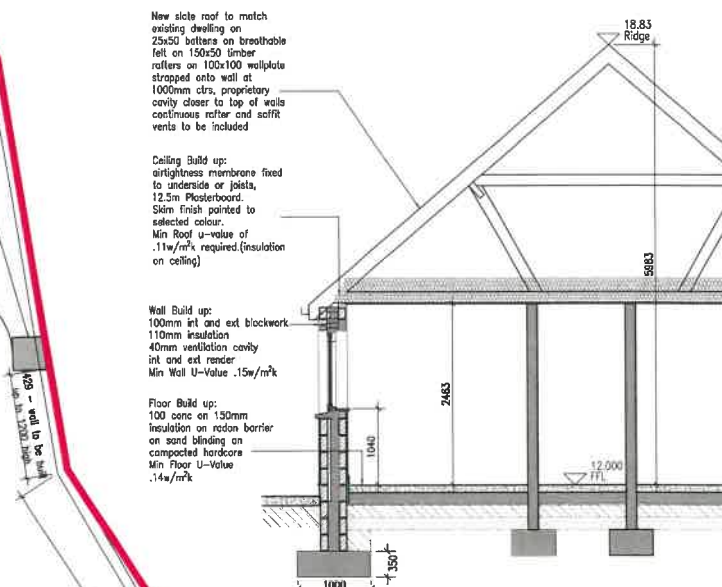 New slate roof to match
existing dwelling on
25x50 battens on breathable
felt on 150x50 timber
rafters on 100x100 wallplate
strapped onto wall at
1000mm ctrs, proprietary
cavity closer to top of walls
continuous rafter and soffit
vents to be included
Ceiling Build up:
airtightness membrane fixed
to underside or joists,
12.5m Plasterboard.
Skim finish painted to
selected colour.
Min Roof u-value of
.11w/m²k required.(insulation
on ceiling)
Wall Build up:
100mm int and ext blockwork
110mm insulation
40mm ventilation cavity
int and ext render
Min Wall U-Value .15w/m²k
Floor Build up:
100 conc on 150mm
insulation on radon barrier
on sand blinding on
compacted hardcore
Min Floor U-Value
.14w/m²k
18.83
Ridge
5983
2463
1040
12.000
FFL
350
1000
429 - wall to be built
up to 1200 high